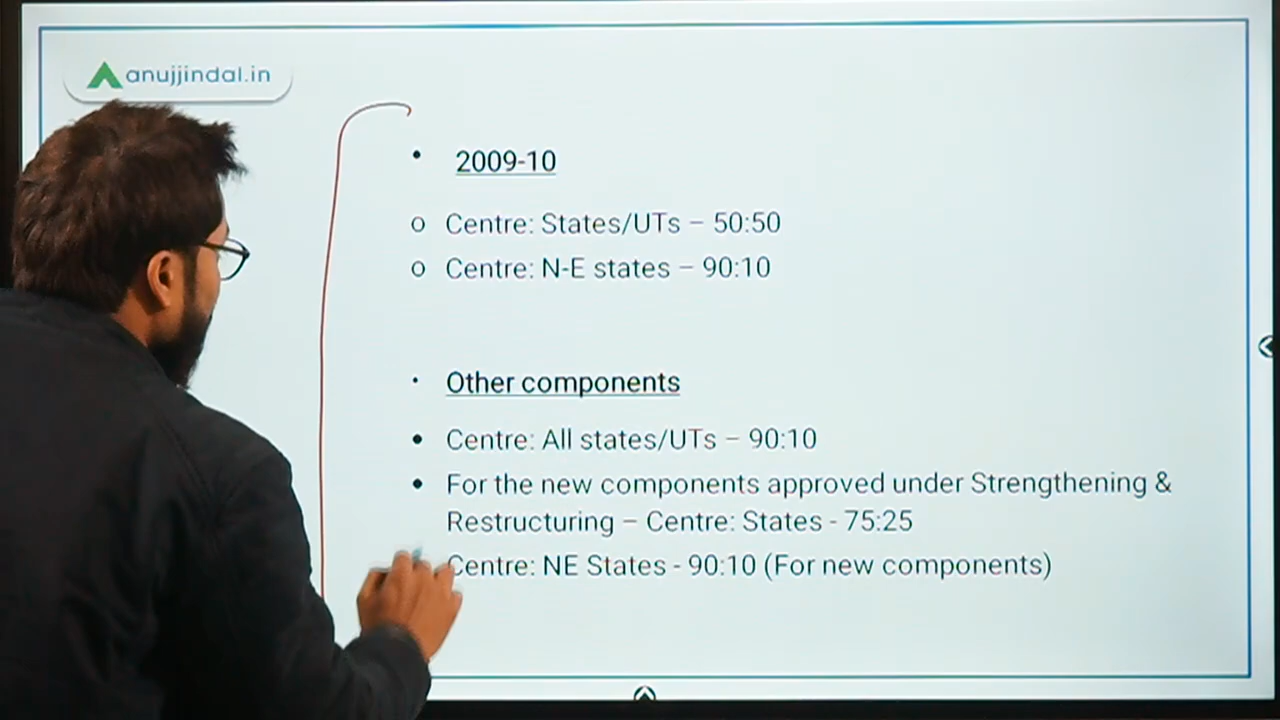 anujjindal.in
• 2009-10
o Centre: States/UTs – 50:50
o Centre: N-E states – 90:10
· Other components
• Centre: All states/UTs – 90:10
• For the new components approved under Strengthening &
Restructuring – Centre: States - 75:25
Centre: NE States - 90:10 (For new components)